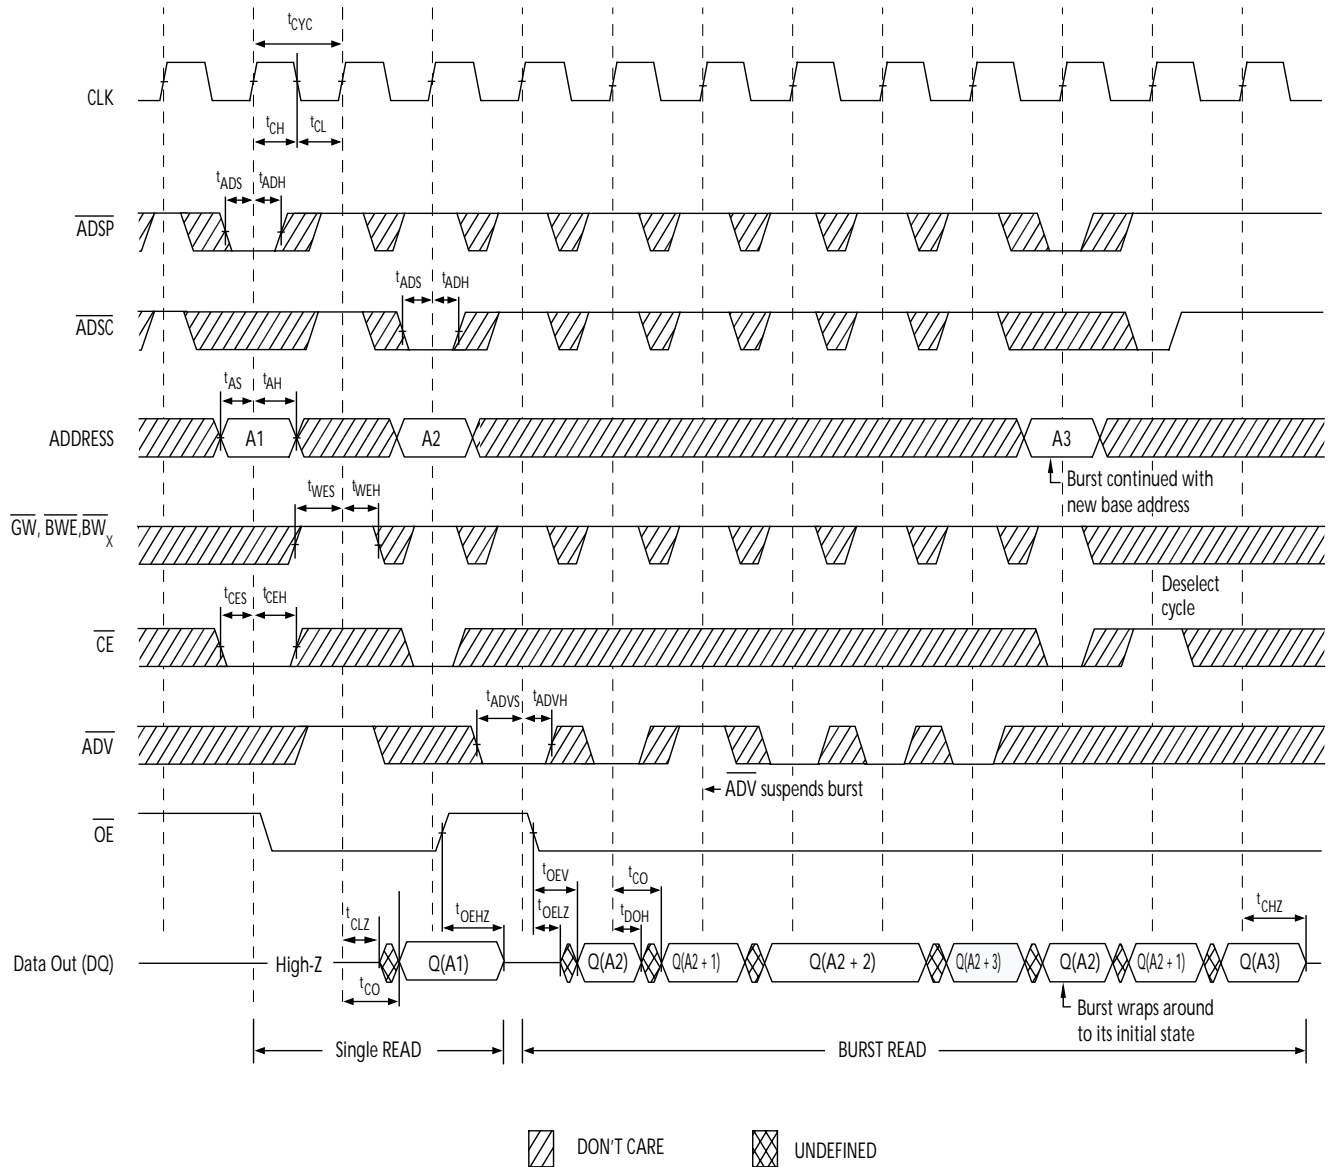 tCYC
CLK
tCH
tCL
tADS
tADH
ADSP
tADS
tADH
ADSC
tAS
tAH
ADDRESS
A1
A2
A3
Burst continued with
new base address
tWES
tWEH
GW, BWE,BWX
Deselect
cycle
tCES
tCEH
CE
tADVS
tADVH
ADV
ADV suspends burst
OE
tOEV
tCO
tCLZ
tOEHZ
tOELZ
tDOH
tCHZ
Data Out (DQ)
High-Z
Q(A1)
Q(A2)
Q(A2 + 1)
Q(A2 + 2)
Q(A2 + 3)
Q(A2)
Q(A2 + 1)
Q(A3)
tCO
Burst wraps around
to its initial state
Single READ
BURST READ
DON'T CARE
UNDEFINED